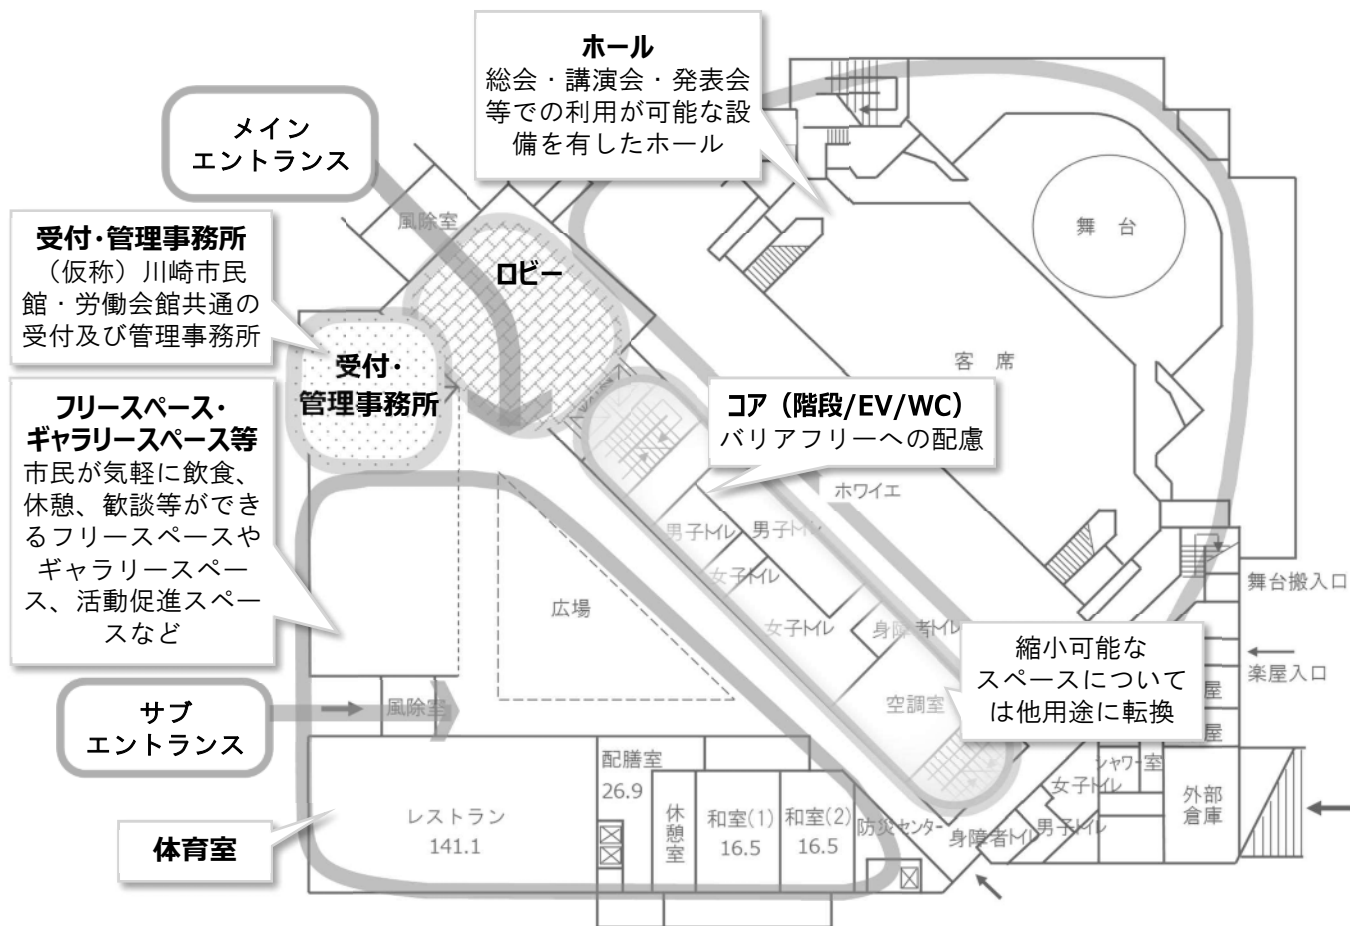 ホール
総会・講演会・発表会
等での利用が可能な設
備を有したホール
メイン
エントランス
風除室
舞 台
受付・管理事務所
（仮称）川崎市民
館・労働会館共通の
受付及び管理事務所
ロビー
受付・
管理事務所
客 席
フリースペース・
ギャラリースペース等
市民が気軽に飲食、
休憩、歓談等ができ
るフリースペースや
ギャラリースペー
ス、活動促進スペー
スなど
コア（階段/EV/WC）
バリアフリーへの配慮
ホワイエ
男子トイレ
男子トイレ
女子トイレ
広場
女子トイレ
身障者トイレ
舞台搬入口
楽屋入口
縮小可能な
スペースについて
は他用途に転換
屋
屋
空調室
サブ
エントランス
風除室
配膳室
26.9
シャワー室
女子トイレ
外部
倉庫
レストラン
141.1
休憩室
和室(1)
16.5
和室(2)
16.5
防災センター
身障者トイレ
男子トイレ
体育室